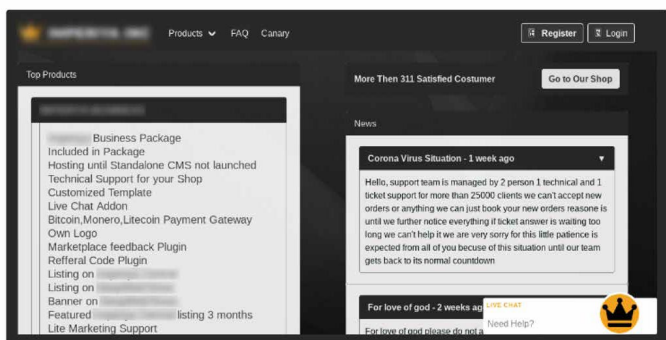 Products
FAQ
Canary
Register
Login
Top Products
Business Package
Included in Package
Hosting until Standalone CMS not launched
Technical Support for your Shop
Customized Template
Live Chat Addon
Bitcoin,Monero,Litecoin Payment Gateway
Own Logo
Marketplace feedback Plugin
Refferal Code Plugin
Listing on
Listing on
Banner on
Featured listing 3 months
Lite Marketing Support
More Then 311 Satisfied Costumer
Go to Our Shop
News
Corona Virus Situation - 1 week ago
Hello, support team is managed by 2 person 1 technical and 1
ticket support for more than 25000 clients we can't accept new
orders or anything we can just book your new orders reasone is
until we further notice everything if ticket answer is waiting too
long we can't help it we are very sorry for this little patience is
expected from all of you becuse of this situation until our team
gets back to its normal countdown
For love of god - 2 weeks ag
For love of god please do not a
LIVE CHAT
Need Help?